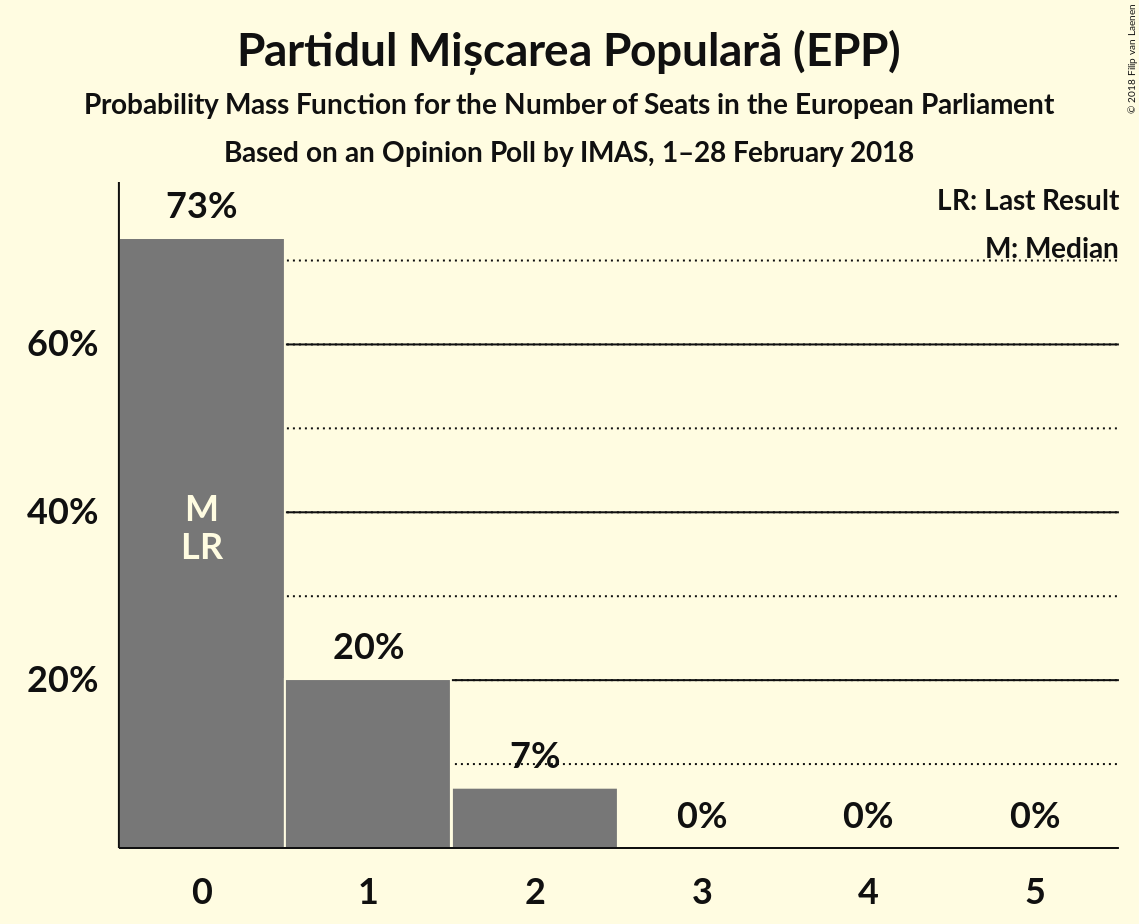 Partidul Mișcarea Populară (EPP)
Probability Mass Function for the Number of Seats in the European Parliament
Based on an Opinion Poll by IMAS, 1–28 February 2018
© 2018 Filip van Laenen
LR: Last Result
M: Median
73%
60%
40%
20%
M
LR
20%
7%
0%
0%
0%
0
1
2
3
4
5